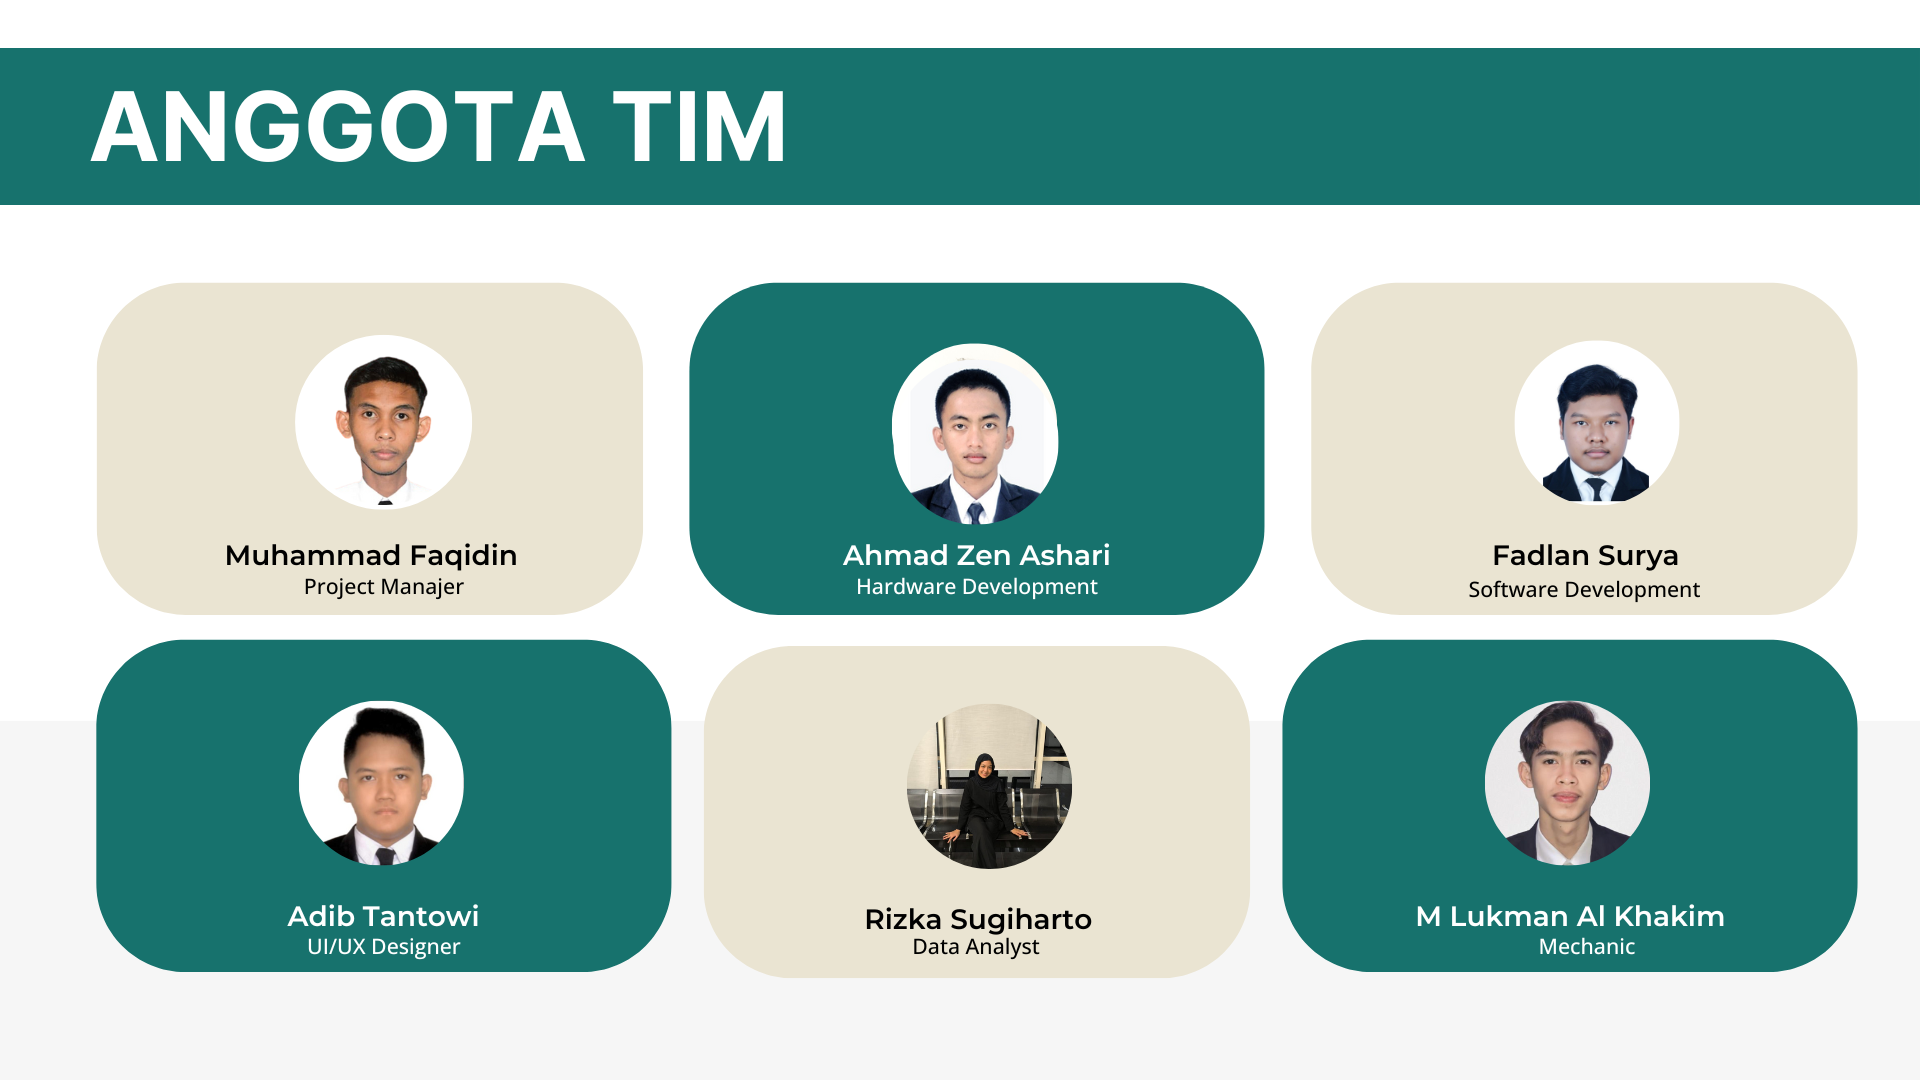 ANGGOTA TIM
Muhammad Faqidin
Project Manajer
Ahmad Zen Ashari
Hardware Development
Fadlan Surya
Software Development
Adib Tantowi
UI/UX Designer
Rizka Sugiharto
Data Analyst
M Lukman Al Khakim
Mechanic